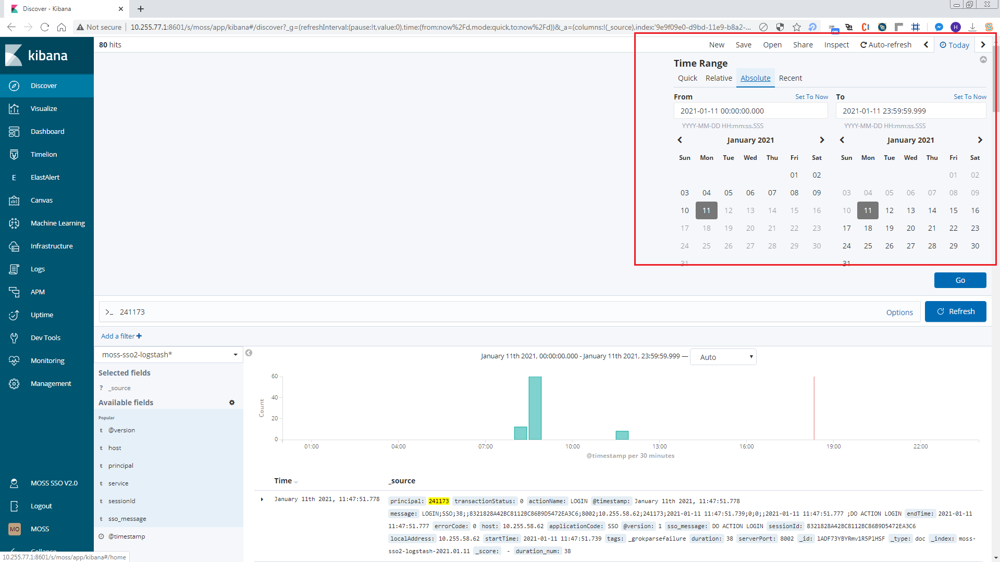 Discover - Kibana
Not secure
10.255.77.1:8601/s/moss/app/kibana#/discover?_g=(refreshInterval:(pause:!t,value:0),time:(from:now%2Fd,mode:quick,to:now%2Fd))&_a=(columns:!(_source),index:'9e9f09e0-d9bd-11e9-b8a2-...
H
kibana
80 hits
New
Save
Open
Share
Inspect
Auto-refresh
Today
Time Range
Quick
Relative
Absolute
Recent
From
Set To Now
To
Set To Now
2021-01-11 00:00:00.000
2021-01-11 23:59:59.999
YYYY-MM-DD HH:mm:ss.SSS
YYYY-MM-DD HH:mm:ss.SSS
January 2021
January 2021
Sun Mon Tue Wed Thu Fri Sat
Sun Mon Tue Wed Thu Fri Sat
01 02
01 02
03 04 05 06 07 08 09
03 04 05 06 07 08 09
10 11 12 13 14 15 16
10 11 12 13 14 15 16
17 18 19 20 21 22 23
17 18 19 20 21 22 23
24 25 26 27 28 29 30
24 25 26 27 28 29 30
31
31
Go
Discover
Visualize
Dashboard
Timelion
E ElastAlert
Canvas
Machine Learning
Infrastructure
Logs
APM
Uptime
Dev Tools
Monitoring
Management
MOSS SSO V2.0
Logout
MO MOSS
Collapse
10.255.77.1:8601/s/moss/app/kibana#/home
>_ 241173
Options
Refresh
Add a filter +
moss-sso2-logstash*
Selected fields
? _source
Available fields
Popular
t @version
t host
t principal
t service
t sessionId
t sso_message
@timestamp
January 11th 2021, 00:00:00.000 - January 11th 2021, 23:59:59.999 —
Auto
Count
60
40
20
0
01:00 04:00 07:00 10:00 13:00 16:00 19:00 22:00
@timestamp per 30 minutes
Time
_source
January 11th 2021, 11:47:51.778
principal: 241173 transactionStatus: 0 actionName: LOGIN @timestamp: January 11th 2021, 11:47:51.778
message: LOGIN;SSO;38;;8321828A42BC8112BC86B9D5472EA3C6;8002;10.255.58.62;241173;2021-01-11 11:47:51.739;0;0;;2021-01-11 11:47:51.777 ;DO ACTION LOGIN endTime: 2021-01-11
11:47:51.777 errorCode: 0 host: 10.255.58.62 applicationCode: SSO @version: 1 sso_message: DO ACTION LOGIN sessionId: 8321828A42BC8112BC86B9D5472EA3C6
localAddress: 10.255.58.62 startTime: 2021-01-11 11:47:51.739 tags: _grokparsefailure duration: 38 serverPort: 8002 _id: lADF73YBYRmv1R5P1HSF _type: doc _index: moss-
sso2-logstash-2021.01.11 _score: - duration_num: 38